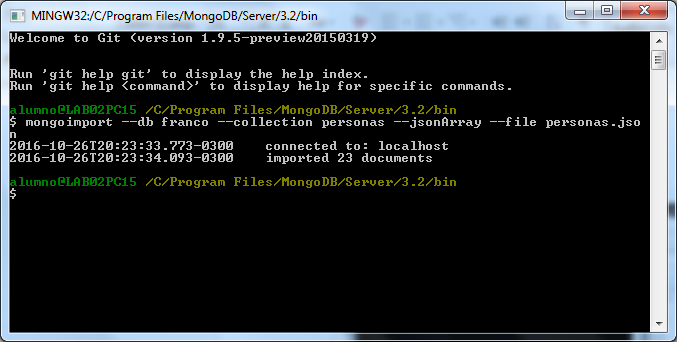 MINGW32:/C/Program Files/MongoDB/Server/3.2/bin
Welcome to Git (version 1.9.5-preview20150319)
Run 'git help git' to display the help index.
Run 'git help <command>' to display help for specific commands.
alumno@LAB02PC15 /C/Program Files/MongoDB/Server/3.2/bin
$ mongoimport --db franco --collection personas --jsonArray --file personas.jso
n
2016-10-26T20:23:33.773-0300    connected to: localhost
2016-10-26T20:23:34.093-0300    imported 23 documents
alumno@LAB02PC15 /C/Program Files/MongoDB/Server/3.2/bin
$